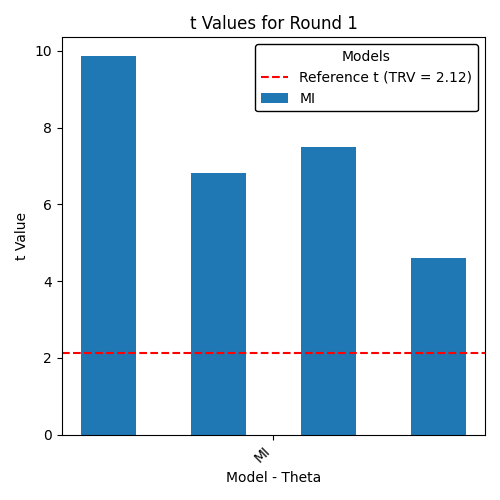 t Values for Round 1
Models
Reference t (TRV = 2.12)
MI
10
8
6
4
2
0
t Value
MI
Model - Theta